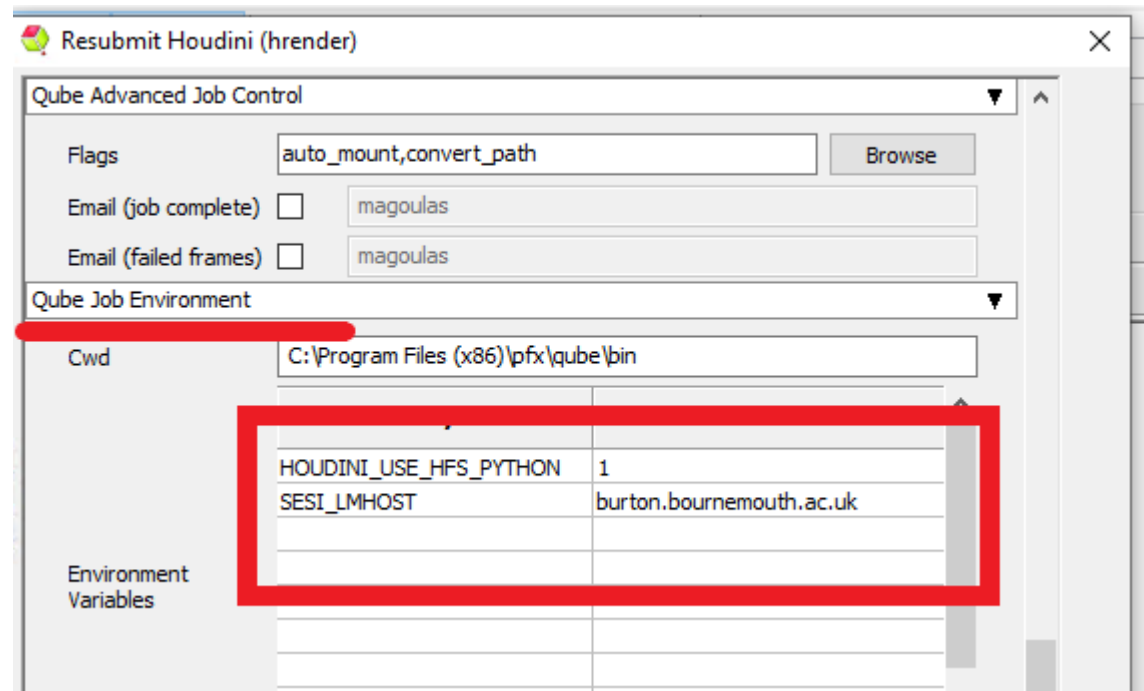 Resubmit Houdini (hrender)
Qube Advanced Job Control
Flags auto_mount,convert_path Browse
Email (job complete) magoulas
Email (failed frames) magoulas
Qube Job Environment
Cwd C:\Program Files (x86)\pfx\qube\bin
HOUDINI_USE_HFS_PYTHON 1
SESI_LMHOST burton.bournemouth.ac.uk
Environment
Variables